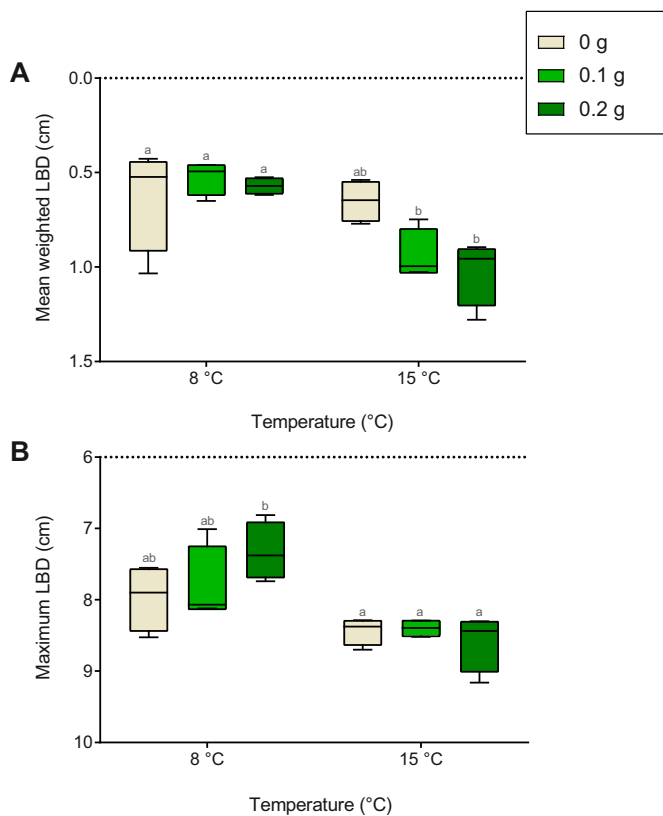 0 g
0.1 g
0.2 g
A
Mean weighted LBD (cm)
0.0
0.5
1.0
1.5
a
a
a
ab
b
b
8 °C
15 °C
Temperature (°C)
B
Maximum LBD (cm)
6
7
8
9
10
ab
ab
b
a
a
a
8 °C
15 °C
Temperature (°C)